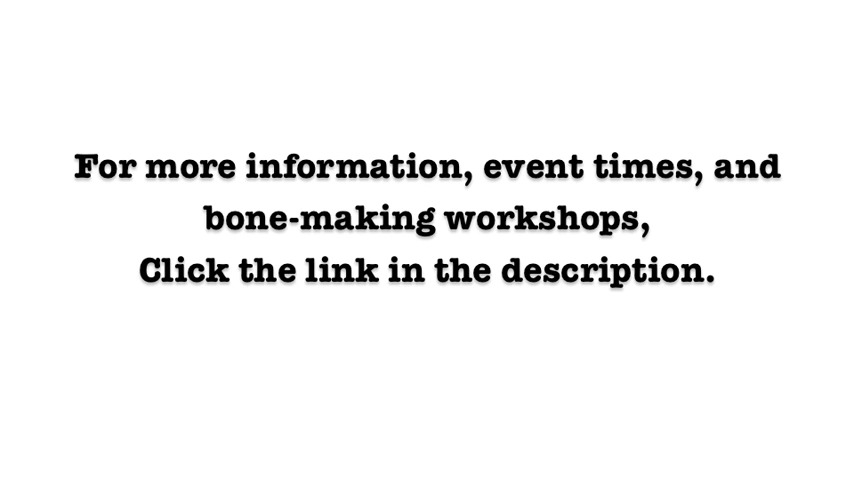 For more information, event times, and
bone-making workshops,
Click the link in the description.